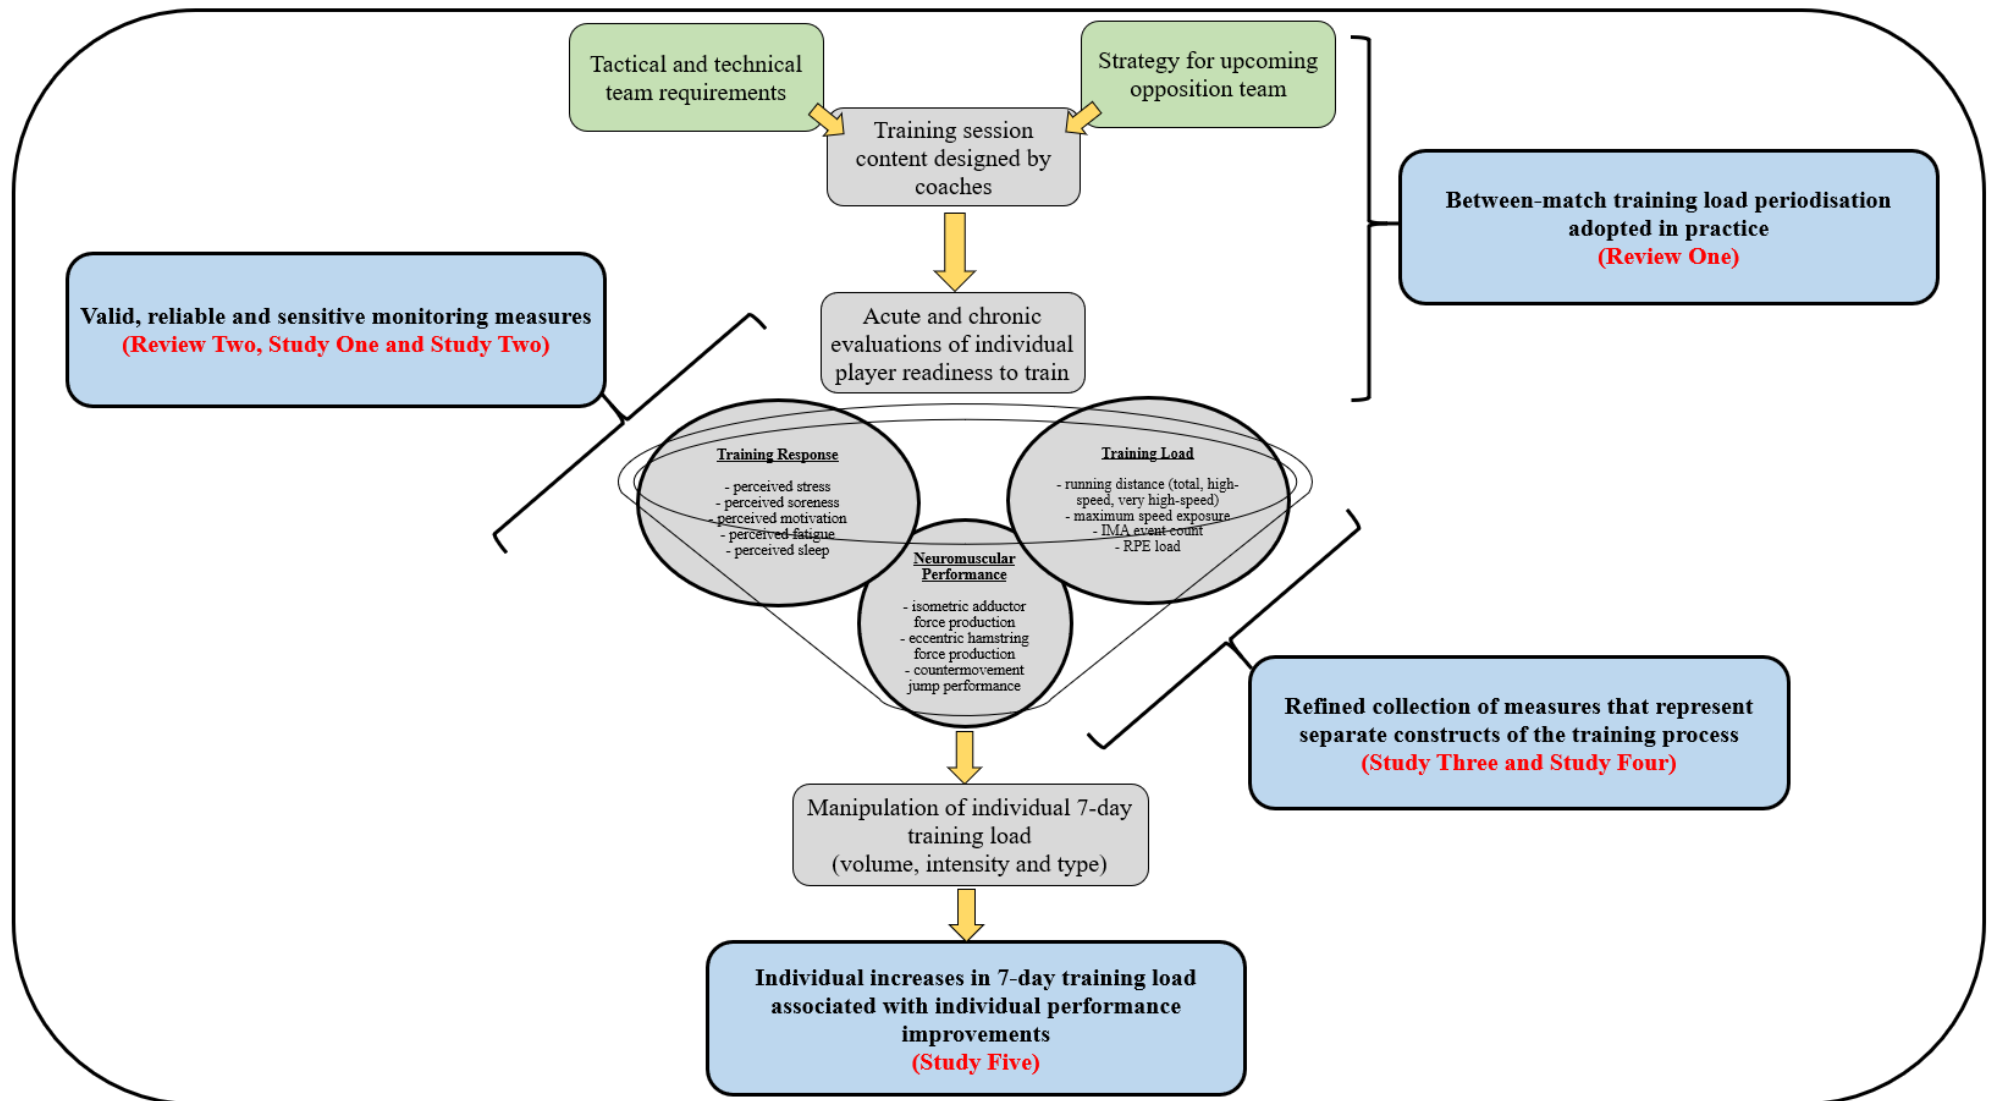 Tactical and technical
team requirements
Strategy for upcoming
opposition team
Training session
content designed by
coaches
Between-match training load periodisation
adopted in practice
(Review One)
Valid, reliable and sensitive monitoring measures
(Review Two, Study One and Study Two)
Acute and chronic
evaluations of individual
player readiness to train
Training Response
- perceived stress
- perceived soreness
- perceived motivation
- perceived fatigue
- perceived sleep
Training Load
- running distance (total, high-
speed, very high-speed)
- maximum speed exposure
- IMA event count
- RPE load
Neuromuscular
Performance
- isometric adductor
force production
- eccentric hamstring
force production
- countermovement
jump performance
Refined collection of measures that represent
separate constructs of the training process
(Study Three and Study Four)
Manipulation of individual 7-day
training load
(volume, intensity and type)
Individual increases in 7-day training load
associated with individual performance
improvements
(Study Five)